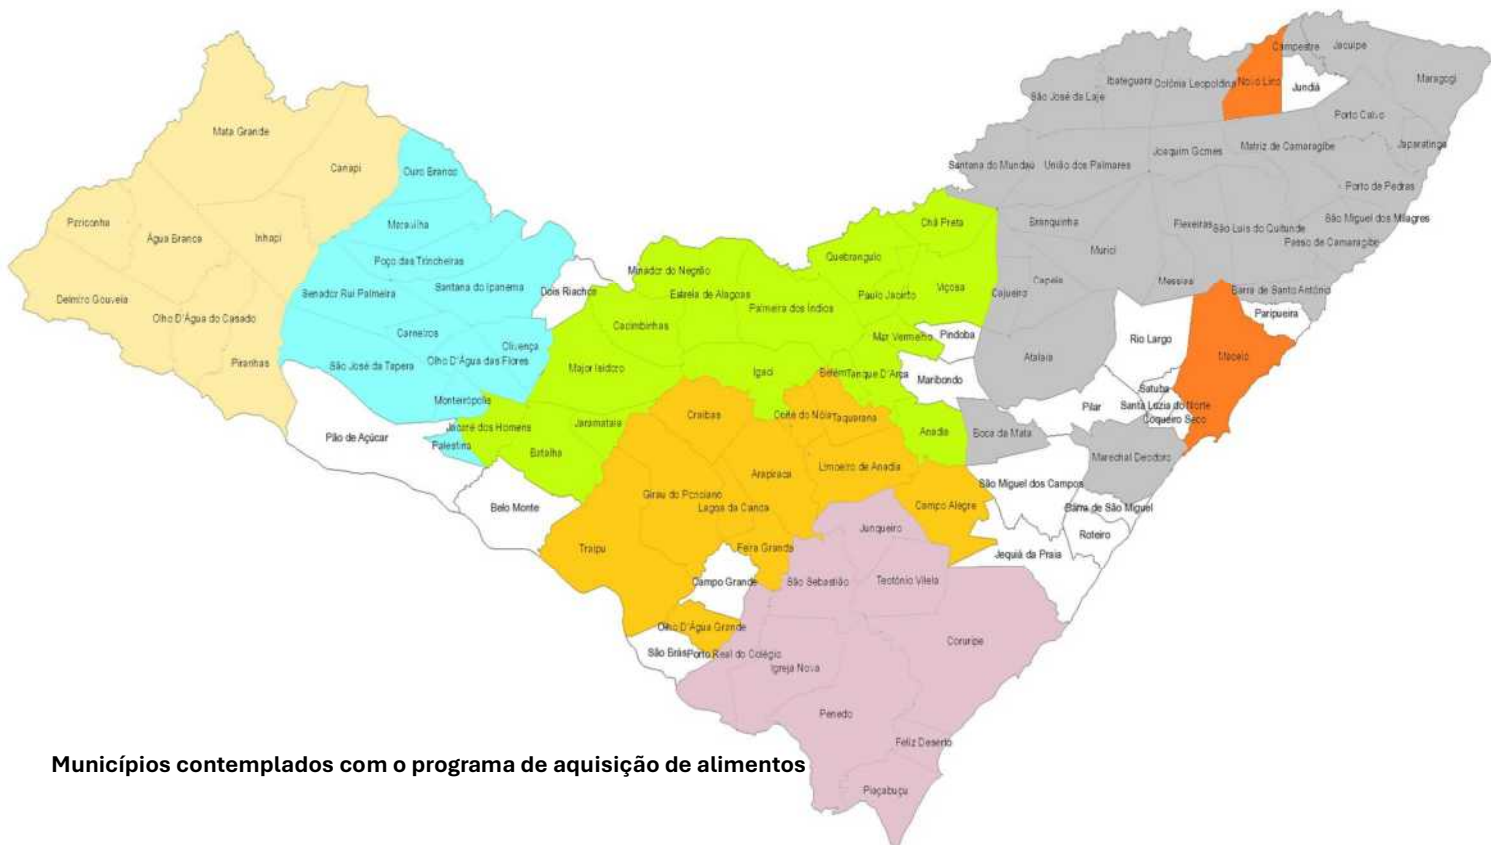 Campestre
Jacuipe
Maragogi
Ibateguara
Colônia Leopoldina
Novo Lino
Jundiá
São José da Laje
Porto Calvo
Mata Grande
Joaquim Gomes
Matriz de Camaragibe
Japaratinga
Canapi
Ouro Branco
Santana do Mundaú
União dos Palmares
Porto de Pedras
Pariconha
Água Branca
Inhapi
Maravilha
Chã Preta
Branquinha
Flexeiras
São Luis do Quitunde
São Miguel dos Milagres
Passo de Camaragibe
Poço das Trincheiras
Quebrangulo
Murici
Minador do Negrão
Senador Rui Palmeira
Santana do Ipanema
Dois Riachos
Estrela de Alagoas
Palmeira dos Índios
Paulo Jacinto
Viçosa
Cajueiro
Capela
Messias
Barra de Santo Antônio
Delmiro Gouveia
Olho D'Água do Casado
Carneiros
Cacimbinhas
Mar Vermelho
Pindoba
Rio Largo
Paripueira
Piranhas
São José da Tapera
Olho D'Água das Flores
Olivença
Major Isidoro
Igaci
Belém
Tanque D'Arca
Maribondo
Atalaia
Maceió
Monteirópolis
Satuba
Pilar
Santa Luzia do Norte
Coqueiro Seco
Pão de Açúcar
Jacaré dos Homens
Palestina
Batalha
Jaramataia
Craíbas
Coité do Nóia
Taquarana
Anadia
Boca da Mata
Marechal Deodoro
Arapiraca
Limoeiro de Anadia
São Miguel dos Campos
Belo Monte
Girau do Ponciano
Lagoa da Canoa
Campo Alegre
Barra de São Miguel
Roteiro
Traipu
Feira Grande
Junqueiro
Jequiá da Praia
Campo Grande
São Sebastião
Teotônio Vilela
Olho D'Água Grande
São Brás
Porto Real do Colégio
Igreja Nova
Coruripe
Penedo
Feliz Deserto
Municípios contemplados com o programa de aquisição de alimentos
Piaçabuçu